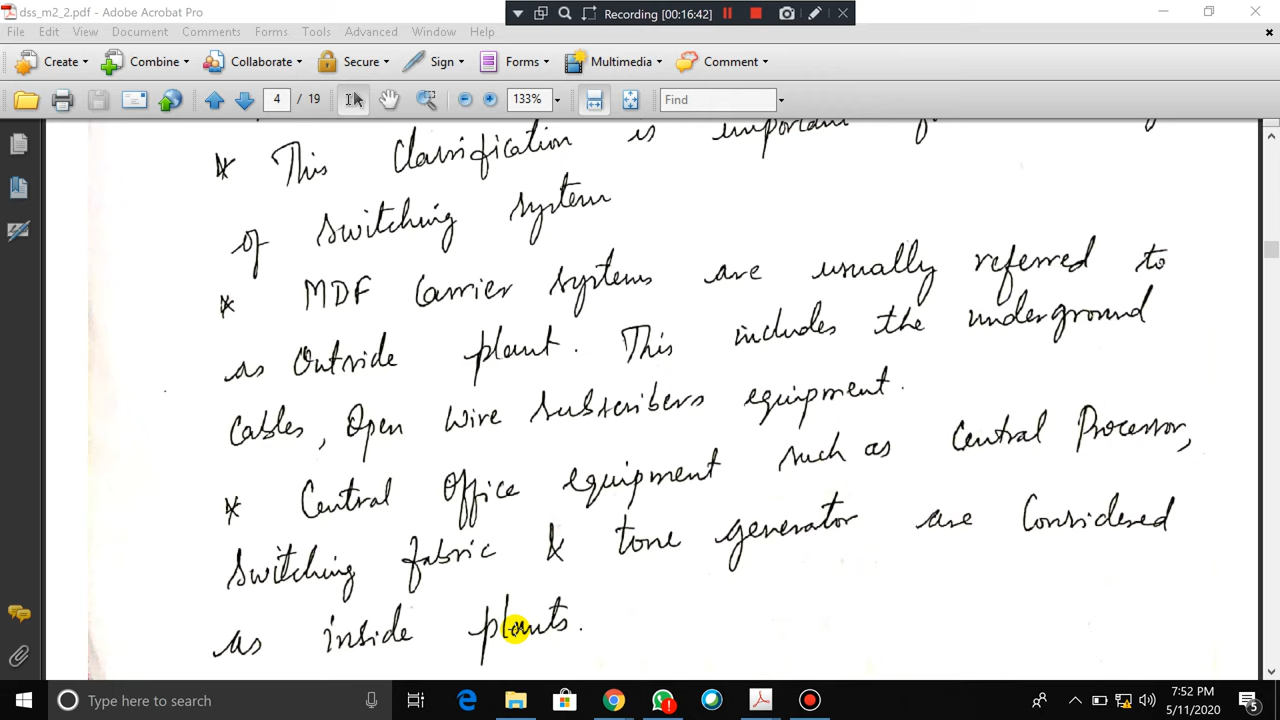 dss_m2_2.pdf - Adobe Acrobat Pro
Recording [00:16:42]
File Edit View Document Comments Forms Tools Advanced Window Help
Create Combine Collaborate Secure Sign Forms Multimedia Comment
4 / 19 133% Find
* This Classification is important
of switching system
* MDF Carrier systems are usually referred to
as Outside plant. This includes the underground
Cables, Open wire subscribers equipment.
* Central Office equipment such as Central Processor,
switching fabric & tone generator are Considered
as inside plants.
Type here to search
7:52 PM
5/11/2020
5